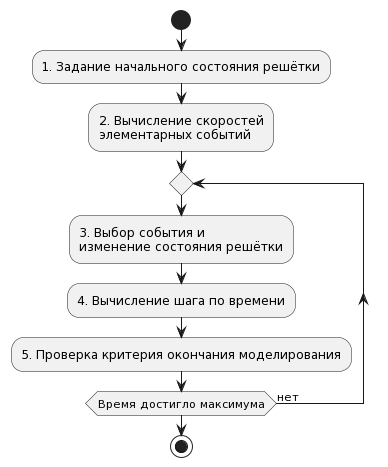 1. Задание начального состояния решётки
2. Вычисление скоростей
элементарных событий
3. Выбор события и
изменение состояния решётки
4. Вычисление шага по времени
5. Проверка критерия окончания моделирования
Время достигло максимума
нет